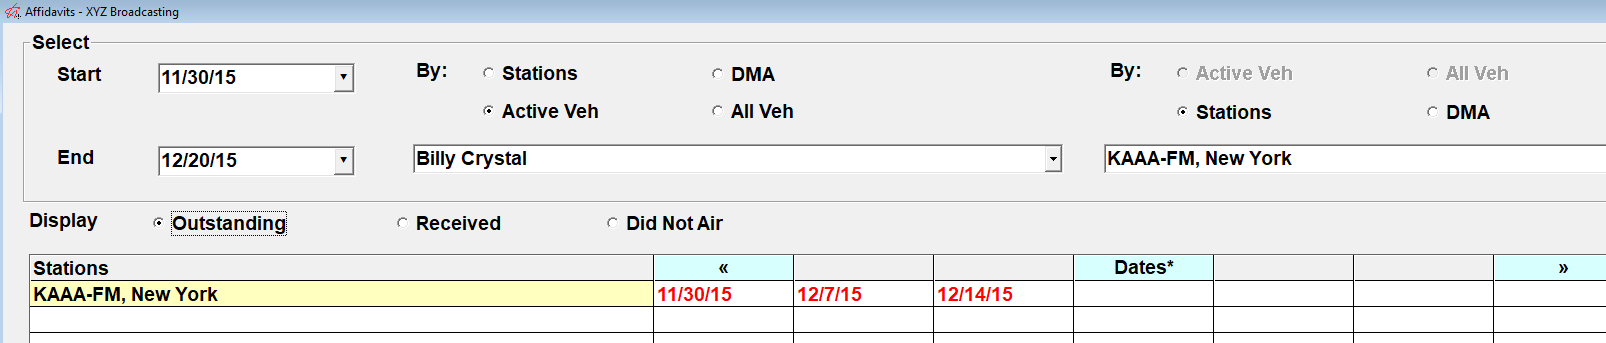 Affidavits - XYZ Broadcasting
Select
Start 11/30/15 By: Stations DMA By: Active Veh All Veh
Active Veh All Veh Stations DMA
End 12/20/15 Billy Crystal KAAA-FM, New York
Display Outstanding Received Did Not Air
Stations « Dates* »
KAAA-FM, New York 11/30/15 12/7/15 12/14/15